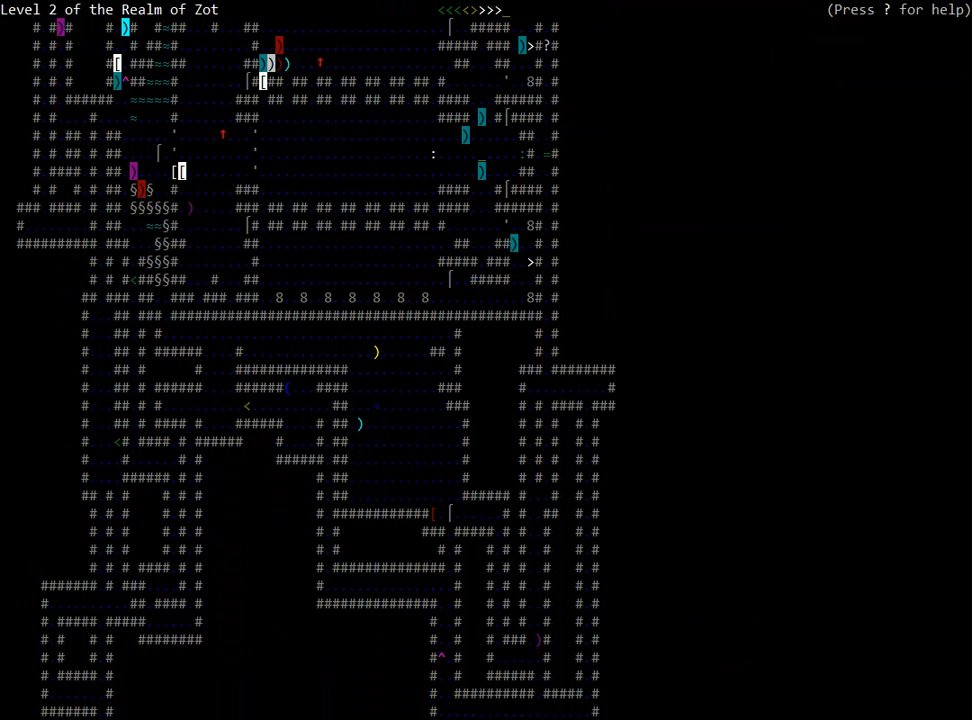 Level 2 of the Realm of Zot
<<<<>>>>_
(Press ? for help)